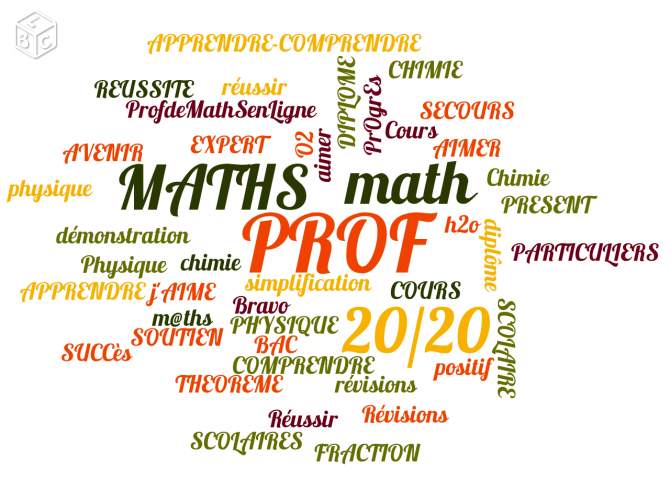 LBC
APPRENDRE-COMPRENDRE
CHIMIE
DIPLOME
REUSSITE
réussir
PrOgrEs
ProfdeMathSenLigne
SECOURS
Cours
O2
aimer
EXPERT
AVENIR
AIMER
MATHS
math
Chimie
physique
PRESENT
PROF
h2o
diplôme
démonstration
PARTICULIERS
Physique
chimie
simplification
APPRENDRE
j'AIME
COURS
Bravo
m@ths
PHYSIQUE
20/20
SCOLAIRE
SOUTIEN
BAC
SUCCès
COMPRENDRE
positif
THEOREME
révisions
Réussir
Révisions
SCOLAIRES
FRACTION